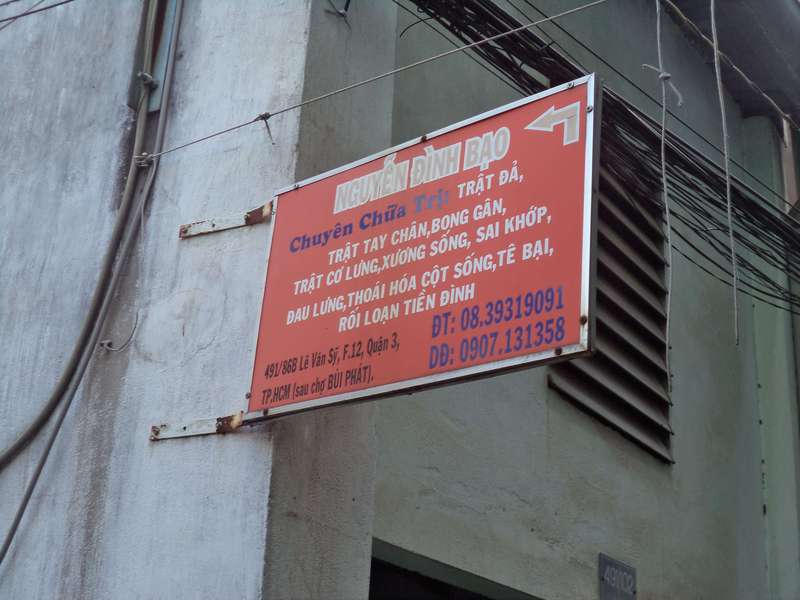 NGUYỄN ĐÌNH BẠO
Chuyên Chữa Trị: TRẬT ĐẢ,
TRẬT TAY CHÂN,BONG GÂN,
TRẬT CƠ LƯNG,XƯƠNG SỐNG, SAI KHỚP,
ĐAU LƯNG,THOÁI HÓA CỘT SỐNG,TÊ BẠI,
RỐI LOẠN TIỀN ĐÌNH
ĐT: 08.39319091
DĐ: 0907.131358
491/86B Lê Văn Sỹ, F.12, Quận 3,
TP.HCM (sau chợ BÙI PHÁT).